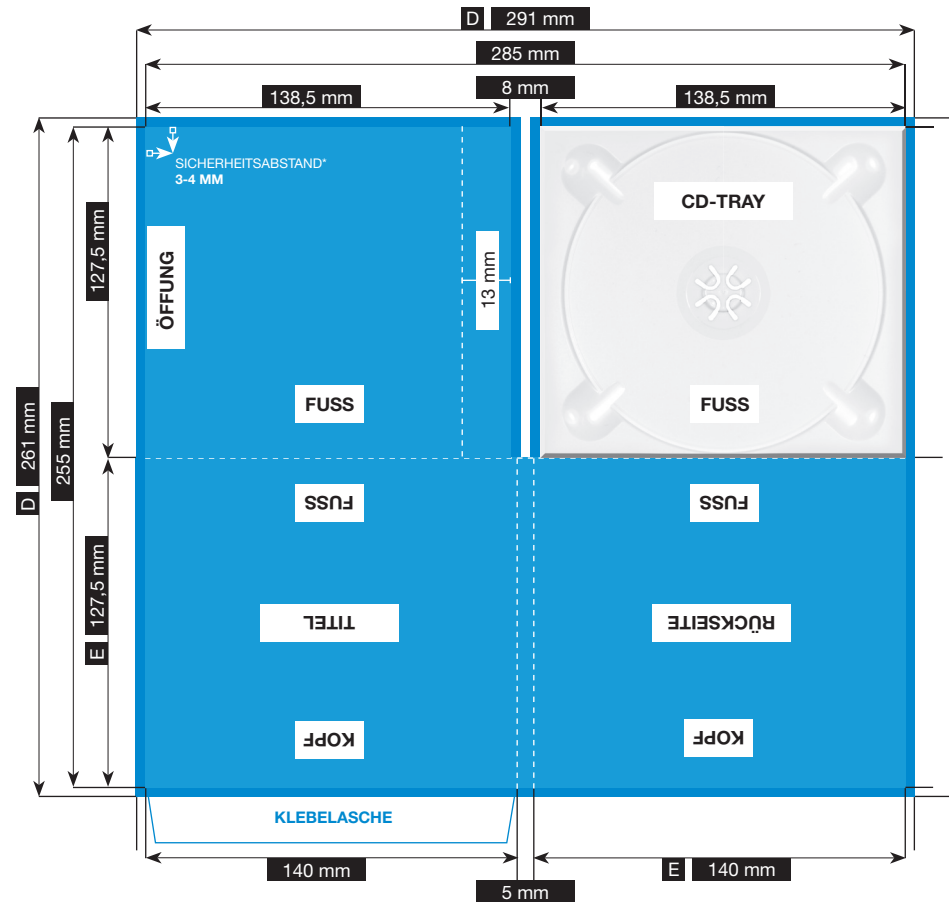 D 291 mm
285 mm
8 mm
138,5 mm
138,5 mm
SICHERHEITSABSTAND*
3-4 MM
CD-TRAY
127,5 mm
ÖFFUNG
13 mm
FUSS
FUSS
D 261 mm
255 mm
FUSS
FUSS
E 127,5 mm
TITEL
RÜCKSEITE
KOPF
KOPF
KLEBELASCHE
140 mm
E 140 mm
5 mm